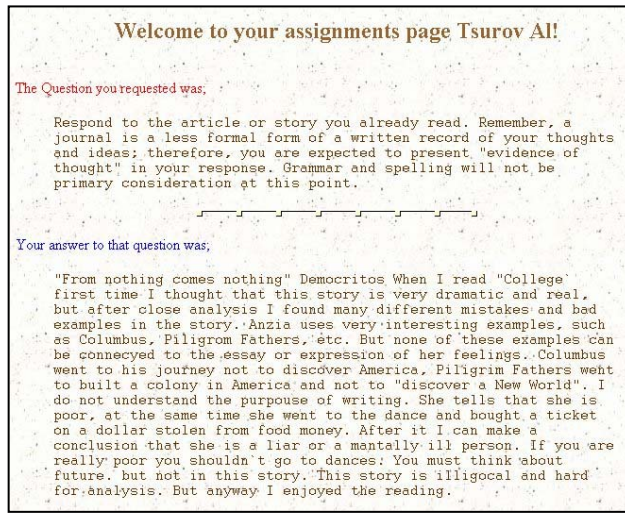 Welcome to your assignments page Tsurov Al!
The Question you requested was;
Respond to the article or story you already read. Remember, a
journal is a less formal form of a written record of your thoughts
and ideas; therefore, you are expected to present "evidence of
thought" in your response. Grammar and spelling will not be
primary consideration at this point.
Your answer to that question was;
"From nothing comes nothing" Democritos When I read "College`
first time I thought that this story is very dramatic and real,
but after close analysis I found many different mistakes and bad
examples in the story. Anzia uses very interesting examples, such
as Columbus, Piligrom Fathers, etc. But none of these examples can
be connecyed to the essay or expression of her feelings. Columbus
went to his journey not to discover America, Piligrim Fathers went
to built a colony in America and not to "discover a New World". I
do not understand the purpouse of writing. She tells that she is
poor, at the same time she went to the dance and bought a ticket
on a dollar stolen from food money. After it I can make a
conclusion that she is a liar or a mantally ill person. If you are
really poor you shouldn`t go to dances. You must think about
future. but not in this story. This story is illigocal and hard
for analysis. But anyway I enjoyed the reading.